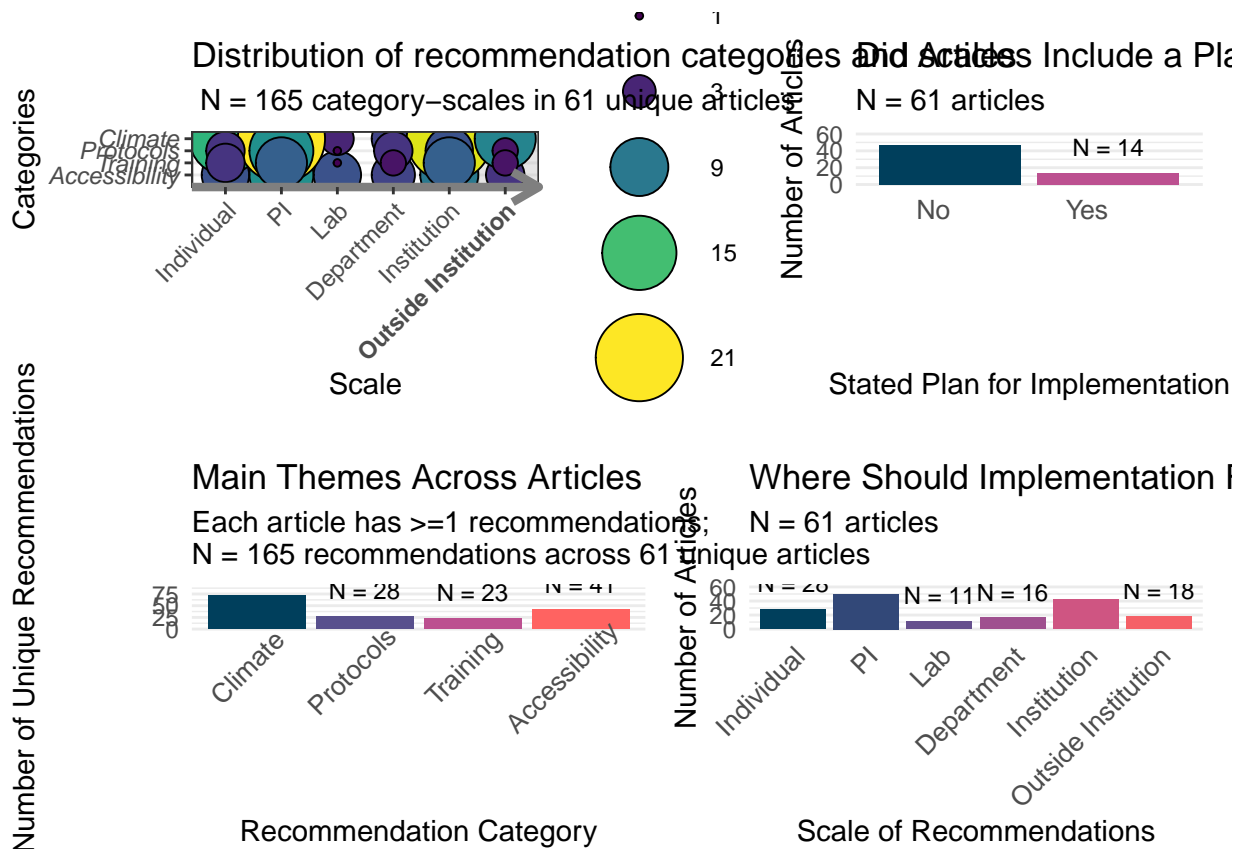 Distribution of recommendation categories and scales
N = 165 category−scales in 61 unique articles
Categories
Climate
Protocols
Training
Accessibility
Individual
PI
Lab
Department
Institution
Outside Institution
Scale
1
3
9
15
21
Did Articles Include a Pla
N = 61 articles
Number of Articles
60
40
20
0
N = 14
No
Yes
Stated Plan for Implementation
Main Themes Across Articles
Each article has >=1 recommendations;
N = 165 recommendations across 61 unique articles
Number of Unique Recommendations
75
50
25
0
N = 28
N = 23
N = 41
Climate
Protocols
Training
Accessibility
Recommendation Category
Where Should Implementation
N = 61 articles
Number of Articles
60
40
20
0
N = 28
N = 11
N = 16
N = 18
Individual
PI
Lab
Department
Institution
Outside Institution
Scale of Recommendations